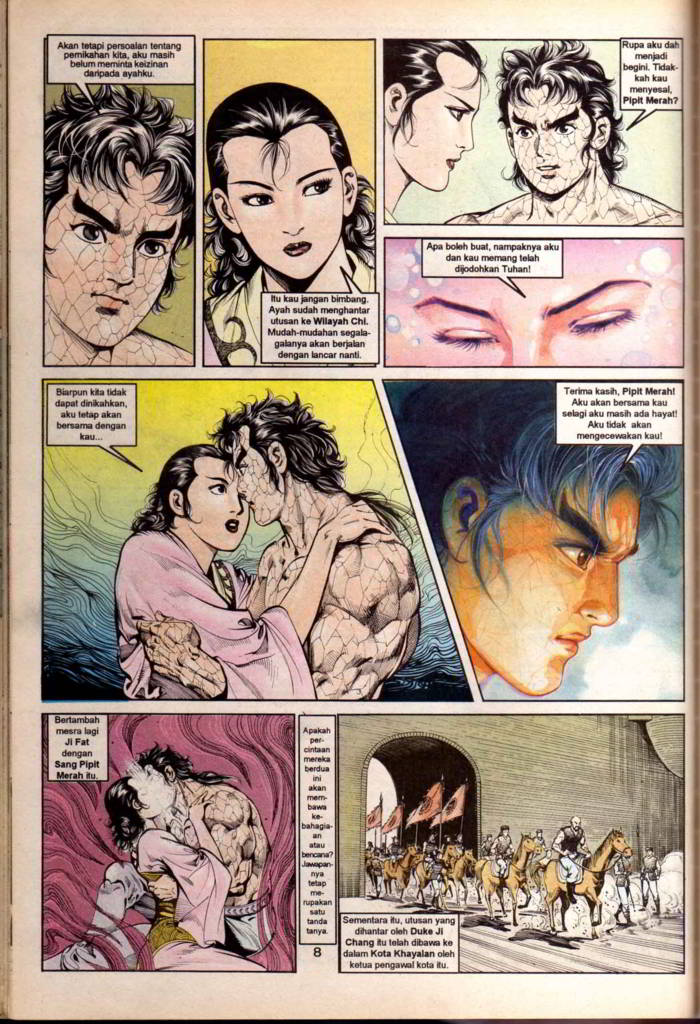 Akan tetapi persoalan tentang
pernikahan kita, aku masih
belum meminta keizinan
daripada ayahku.
Itu kau jangan bimbang.
Ayah sudah menghantar
utusan ke Wilayah Chi.
Mudah-mudahan segala-
galanya akan berjalan
dengan lancar nanti.
Rupa aku dah
menjadi
begini. Tidak-
kah kau
menyesal,
Pipit Merah?
Apa boleh buat, nampaknya aku
dan kau memang telah
dijodohkan Tuhan!
Biarpun kita tidak
dapat dinikahkan,
aku tetap akan
bersama dengan
kau...
Terima kasih, Pipit Merah!
Aku akan bersama kau
selagi aku masih ada hayat!
Aku tidak akan
mengecewakan kau!
Bertambah
mesra lagi
Ji Fat
dengan
Sang Pipit
Merah itu.
Apakah
per-
cintaan
mereka
berdua
ini
akan
mem-
bawa
ke-
bahagia-
an
atau
bencana?
Jawapan-
nya
tetap
me-
rupakan
satu
tanda
tanya.
Sementara itu, utusan yang
dihantar oleh Duke Ji
Chang itu telah dibawa ke
dalam Kota Khayalan oleh
ketua pengawal kota itu.
8